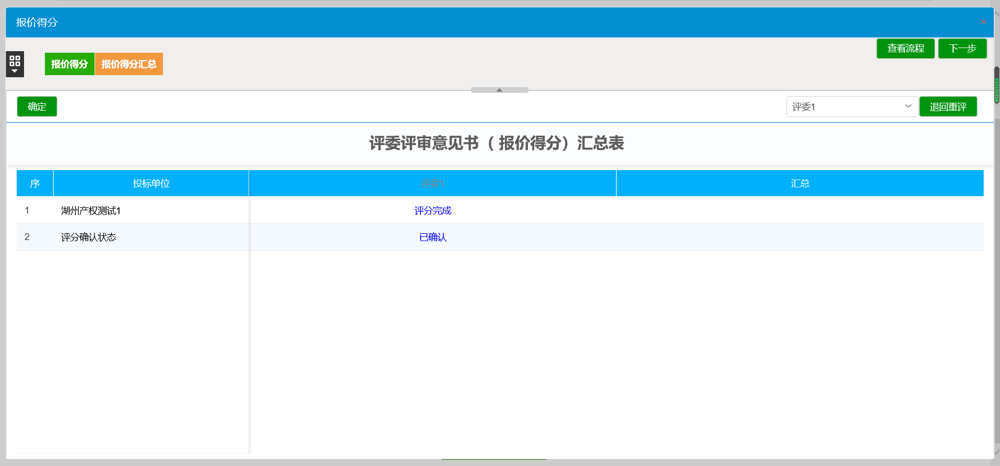 报价得分
×
查看流程 下一步
报价得分 报价得分汇总
确定 评委1 退回重评
评委评审意见书（报价得分）汇总表
序 投标单位 评委1 汇总
1 湖州产权测试1 评分完成
2 评分确认状态 已确认